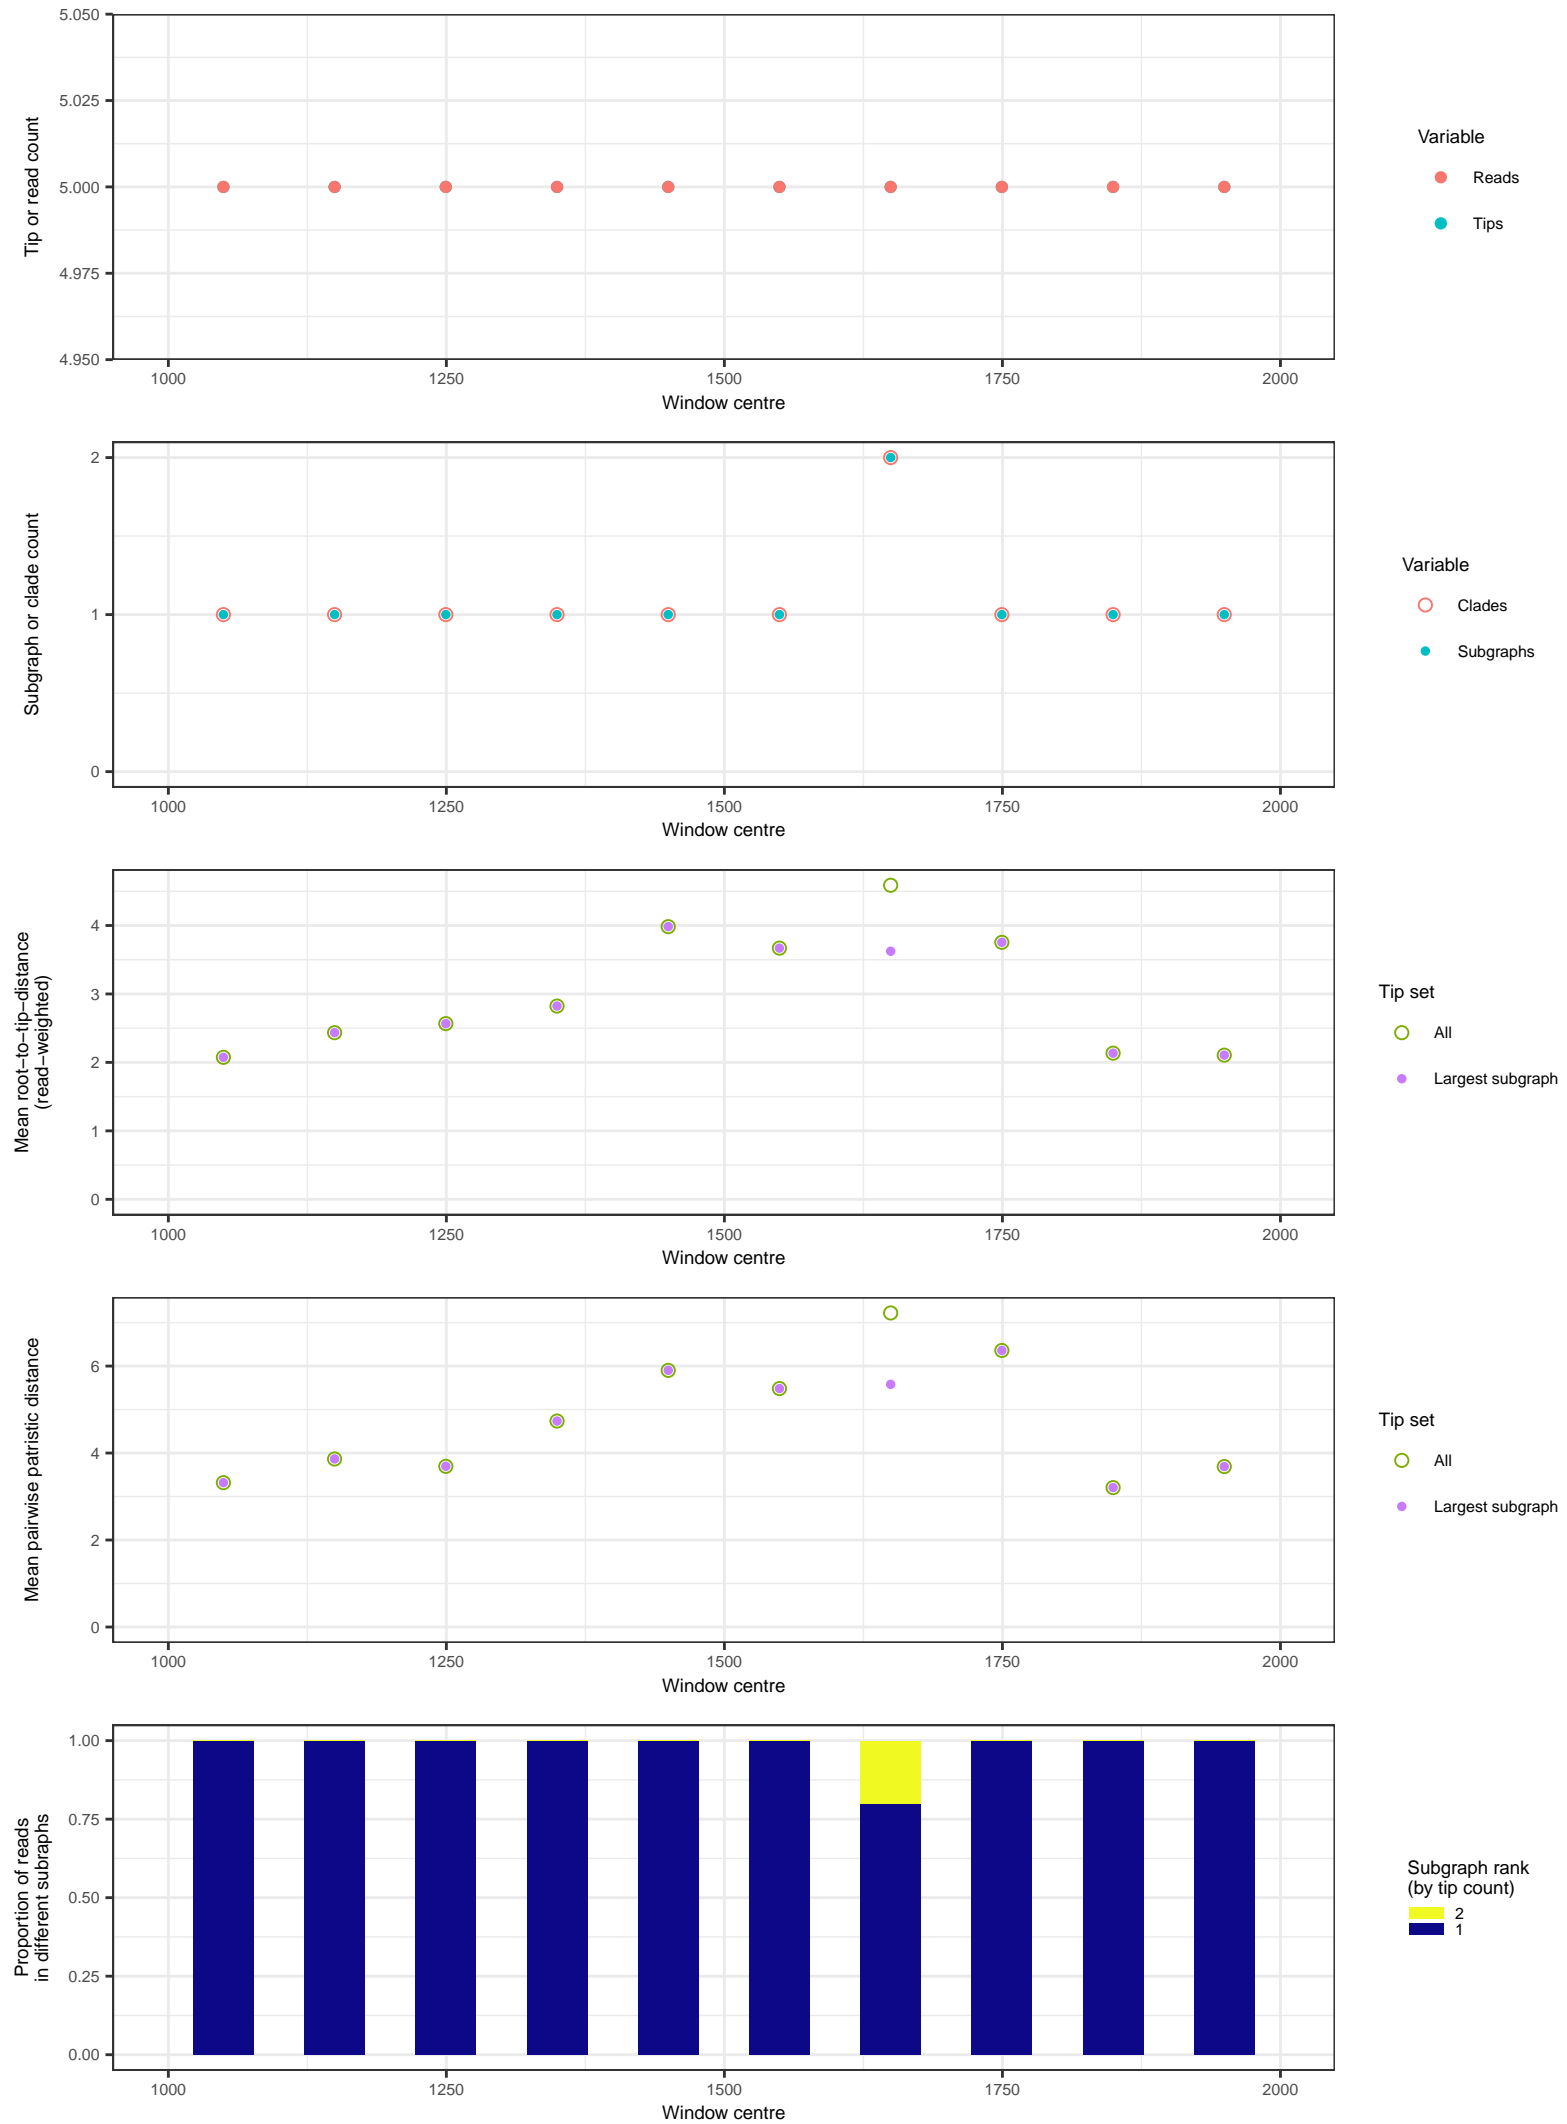 5.050
5.025
5.000
4.975
4.950
Tip or read count
1000 1250 1500 1750 2000
Window centre
Variable
Reads
Tips
2
1
0
Subgraph or clade count
1000 1250 1500 1750 2000
Window centre
Variable
Clades
Subgraphs
4
3
2
1
0
Mean root−to−tip−distance
(read−weighted)
1000 1250 1500 1750 2000
Window centre
Tip set
All
Largest subgraph
6
4
2
0
Mean pairwise patristic distance
1000 1250 1500 1750 2000
Window centre
Tip set
All
Largest subgraph
1.00
0.75
0.50
0.25
0.00
Proportion of reads
in different subraphs
1000 1250 1500 1750 2000
Window centre
Subgraph rank
(by tip count)
2
1